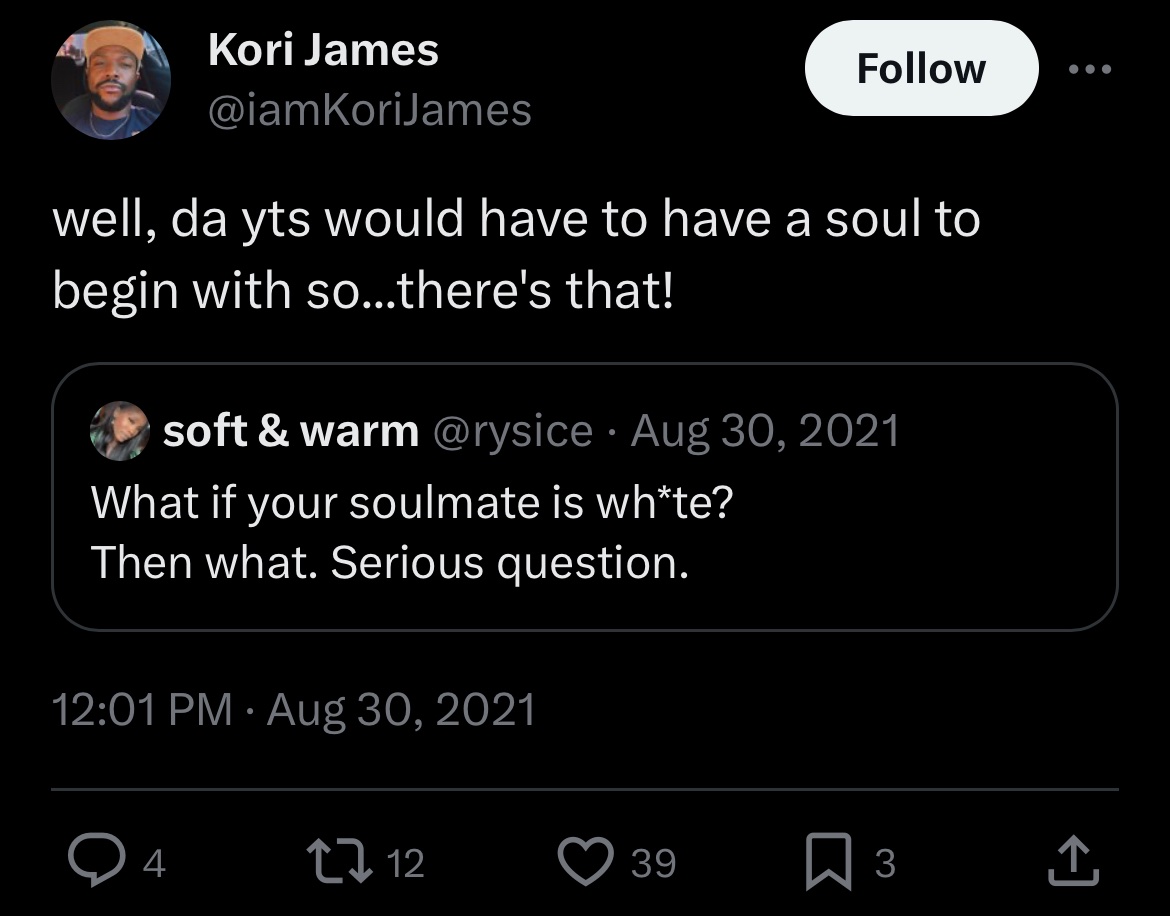 Kori James
Follow
@iamKoriJames
well, da yts would have to have a soul to
begin with so...there's that!
soft & warm @rysice · Aug 30, 2021
What if your soulmate is wh*te?
Then what. Serious question.
12:01 PM · Aug 30, 2021
4 12 39 3